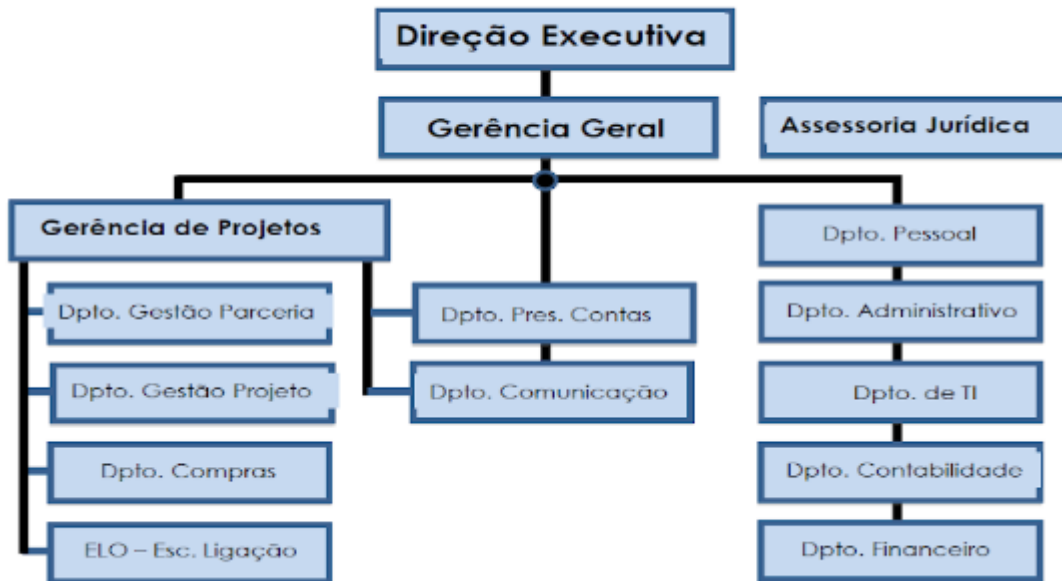 Direção Executiva
Gerência Geral
Assessoria Jurídica
Gerência de Projetos
Dpto. Gestão Parceria
Dpto. Gestão Projeto
Dpto. Compras
ELO – Esc. Ligação
Dpto. Pres. Contas
Dpto. Comunicação
Dpto. Pessoal
Dpto. Administrativo
Dpto. de TI
Dpto. Contabilidade
Dpto. Financeiro